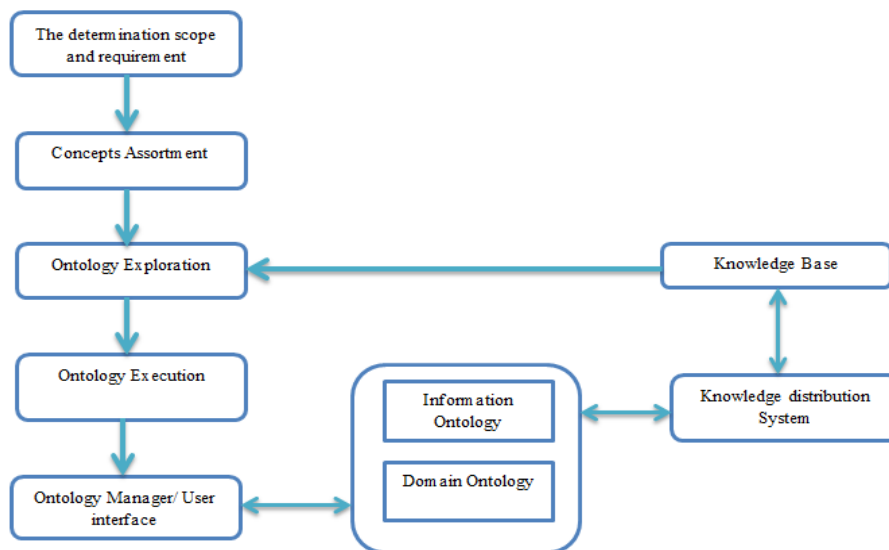 The determination scope
and requirement
Concepts Assortment
Ontology Exploration
Knowledge Base
Ontology Execution
Information
Ontology
Knowledge distribution
System
Domain Ontology
Ontology Manager/ User
interface